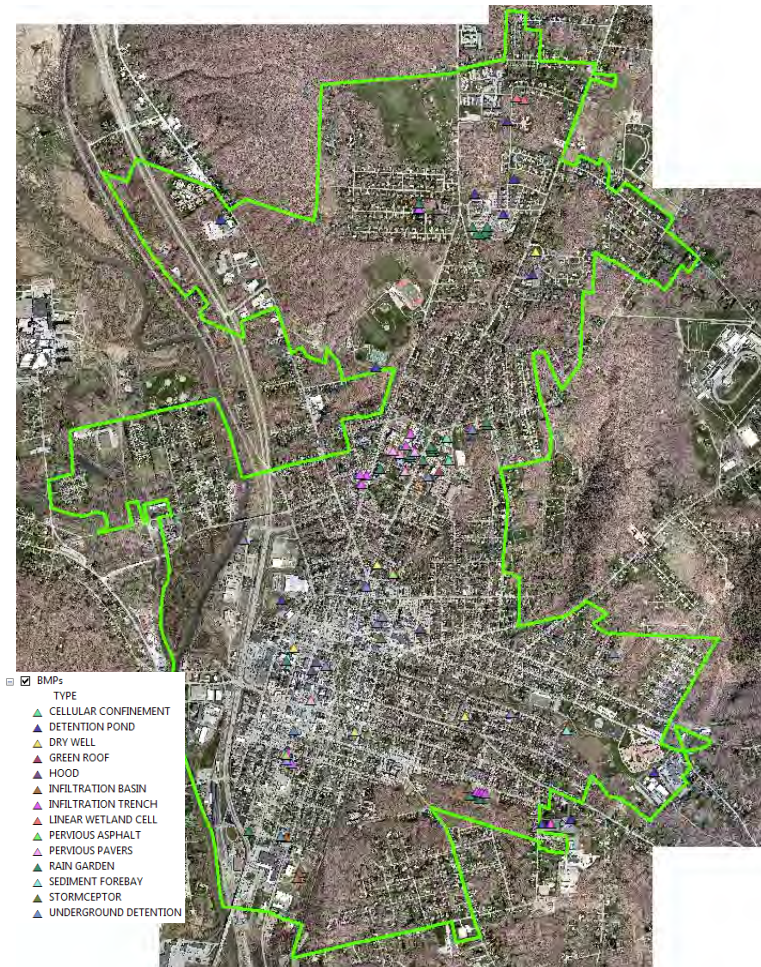 BMPs
TYPE
CELLULAR CONFINEMENT
DETENTION POND
DRY WELL
GREEN ROOF
HOOD
INFILTRATION BASIN
INFILTRATION TRENCH
LINEAR WETLAND CELL
PERVIOUS ASPHALT
PERVIOUS PAVERS
RAIN GARDEN
SEDIMENT FOREBAY
STORMCEPTOR
UNDERGROUND DETENTION